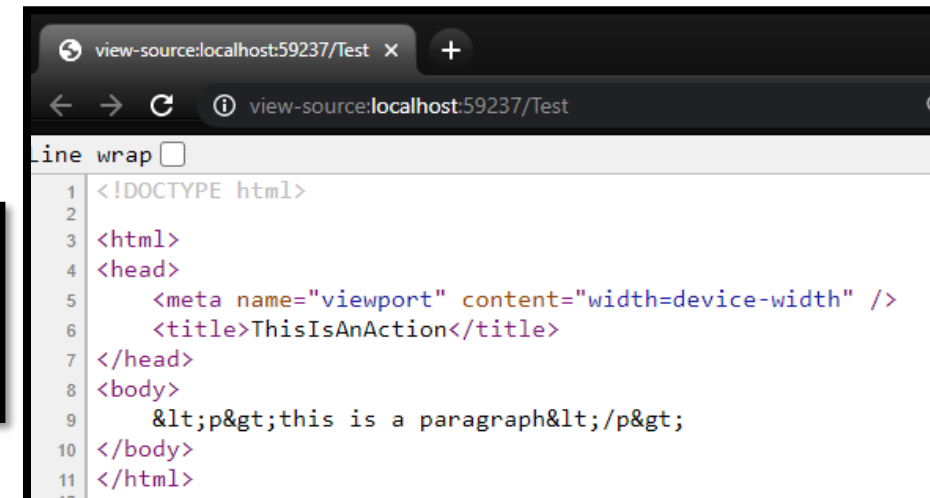 view-source:localhost:59237/Test
view-source:localhost:59237/Test
Line wrap
1 <!DOCTYPE html>
2
3 <html>
4 <head>
5     <meta name="viewport" content="width=device-width" />
6     <title>ThisIsAnAction</title>
7 </head>
8 <body>
9     &lt;p&gt;this is a paragraph&lt;/p&gt;
10 </body>
11 </html>